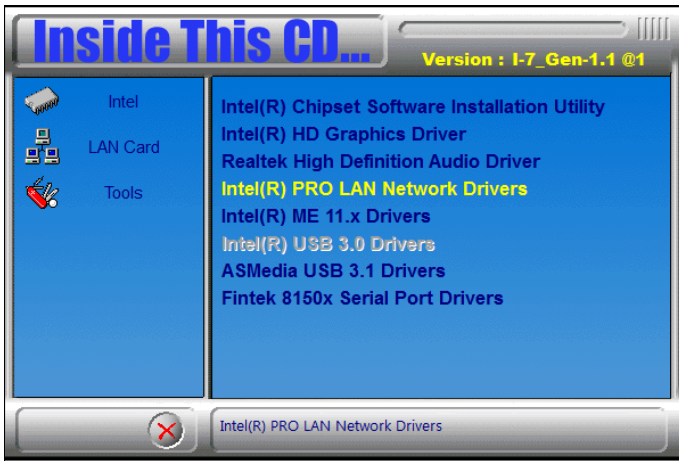 Inside This CD...
Version : I-7_Gen-1.1 @1
Intel
LAN Card
Tools
Intel(R) Chipset Software Installation Utility
Intel(R) HD Graphics Driver
Realtek High Definition Audio Driver
Intel(R) PRO LAN Network Drivers
Intel(R) ME 11.x Drivers
Intel(R) USB 3.0 Drivers
ASMedia USB 3.1 Drivers
Fintek 8150x Serial Port Drivers
Intel(R) PRO LAN Network Drivers